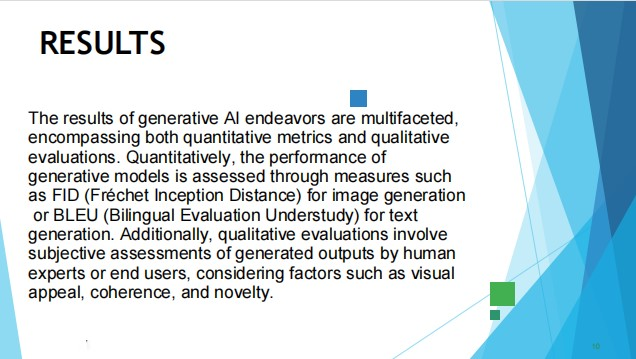 RESULTS
The results of generative AI endeavors are multifaceted,
encompassing both quantitative metrics and qualitative
evaluations. Quantitatively, the performance of
generative models is assessed through measures such
as FID (Fréchet Inception Distance) for image generation
or BLEU (Bilingual Evaluation Understudy) for text
generation. Additionally, qualitative evaluations involve
subjective assessments of generated outputs by human
experts or end users, considering factors such as visual
appeal, coherence, and novelty.